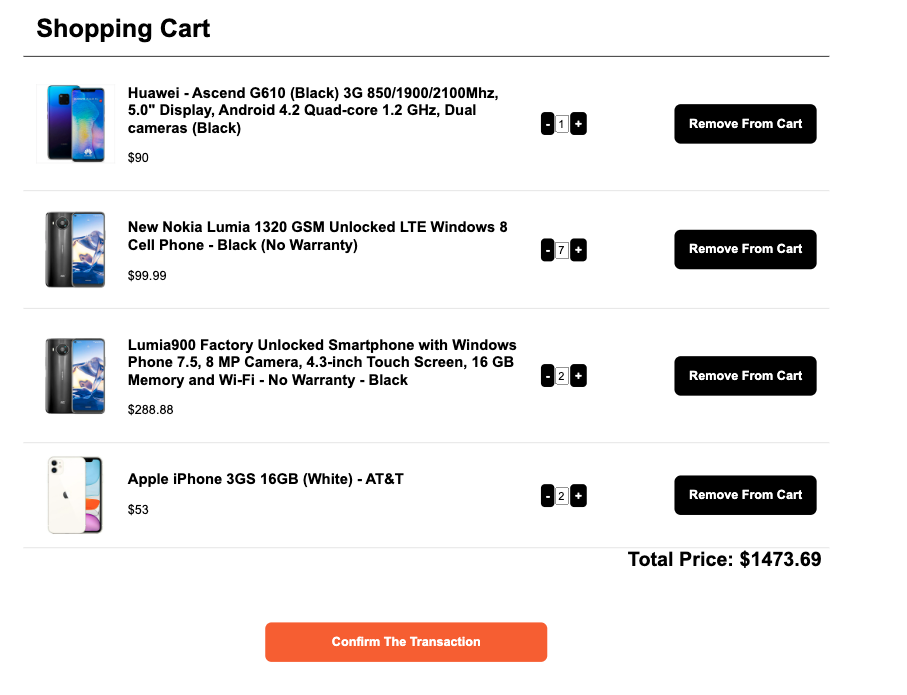 Shopping Cart
Huawei - Ascend G610 (Black) 3G 850/1900/2100Mhz,
5.0" Display, Android 4.2 Quad-core 1.2 GHz, Dual
cameras (Black)
- 1 +
Remove From Cart
$90
New Nokia Lumia 1320 GSM Unlocked LTE Windows 8
Cell Phone - Black (No Warranty)
- 7 +
Remove From Cart
$99.99
Lumia900 Factory Unlocked Smartphone with Windows
Phone 7.5, 8 MP Camera, 4.3-inch Touch Screen, 16 GB
Memory and Wi-Fi - No Warranty - Black
- 2 +
Remove From Cart
$288.88
Apple iPhone 3GS 16GB (White) - AT&T
- 2 +
Remove From Cart
$53
Total Price: $1473.69
Confirm The Transaction